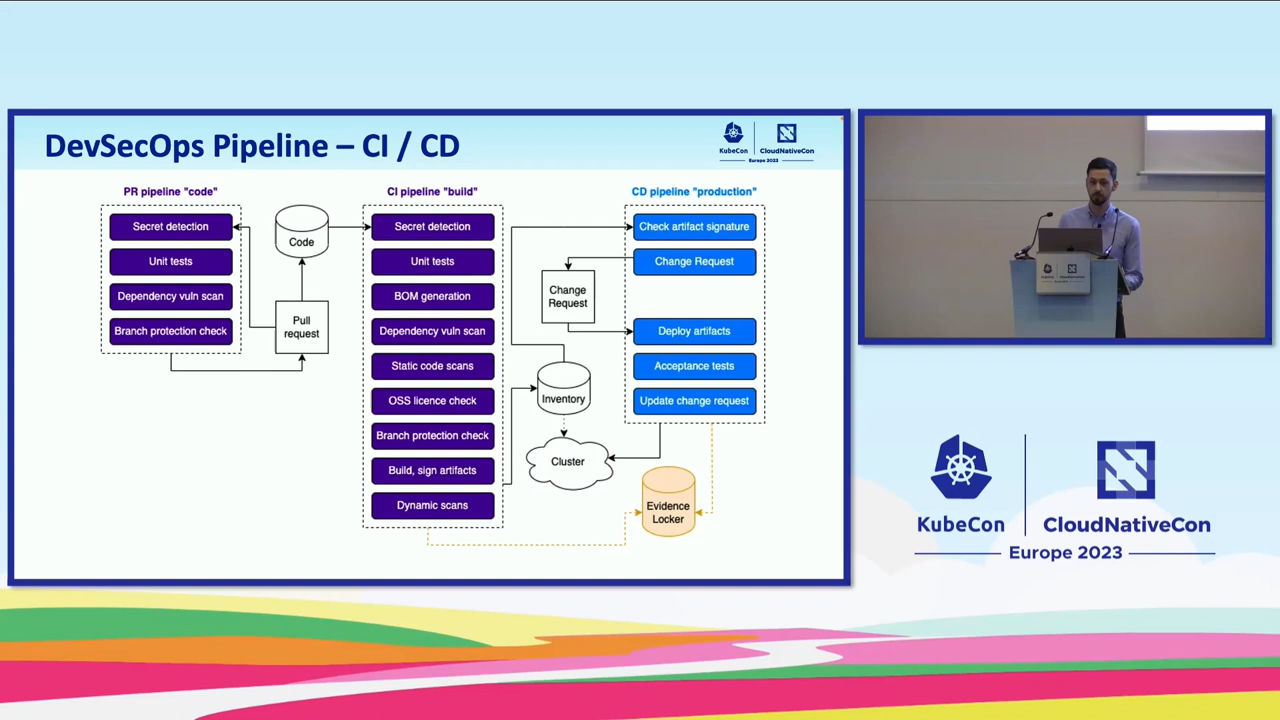 DevSecOps Pipeline – CI / CD
KubeCon
CloudNativeCon
Europe 2023
PR pipeline "code"
Secret detection
Unit tests
Dependency vuln scan
Branch protection check
Code
Pull
request
CI pipeline "build"
Secret detection
Unit tests
BOM generation
Dependency vuln scan
Static code scans
OSS licence check
Branch protection check
Build, sign artifacts
Dynamic scans
Change
Request
Inventory
Cluster
CD pipeline "production"
Check artifact signature
Change Request
Deploy artifacts
Acceptance tests
Update change request
Evidence
Locker
KubeCon
CloudNativeCon
Europe 2023